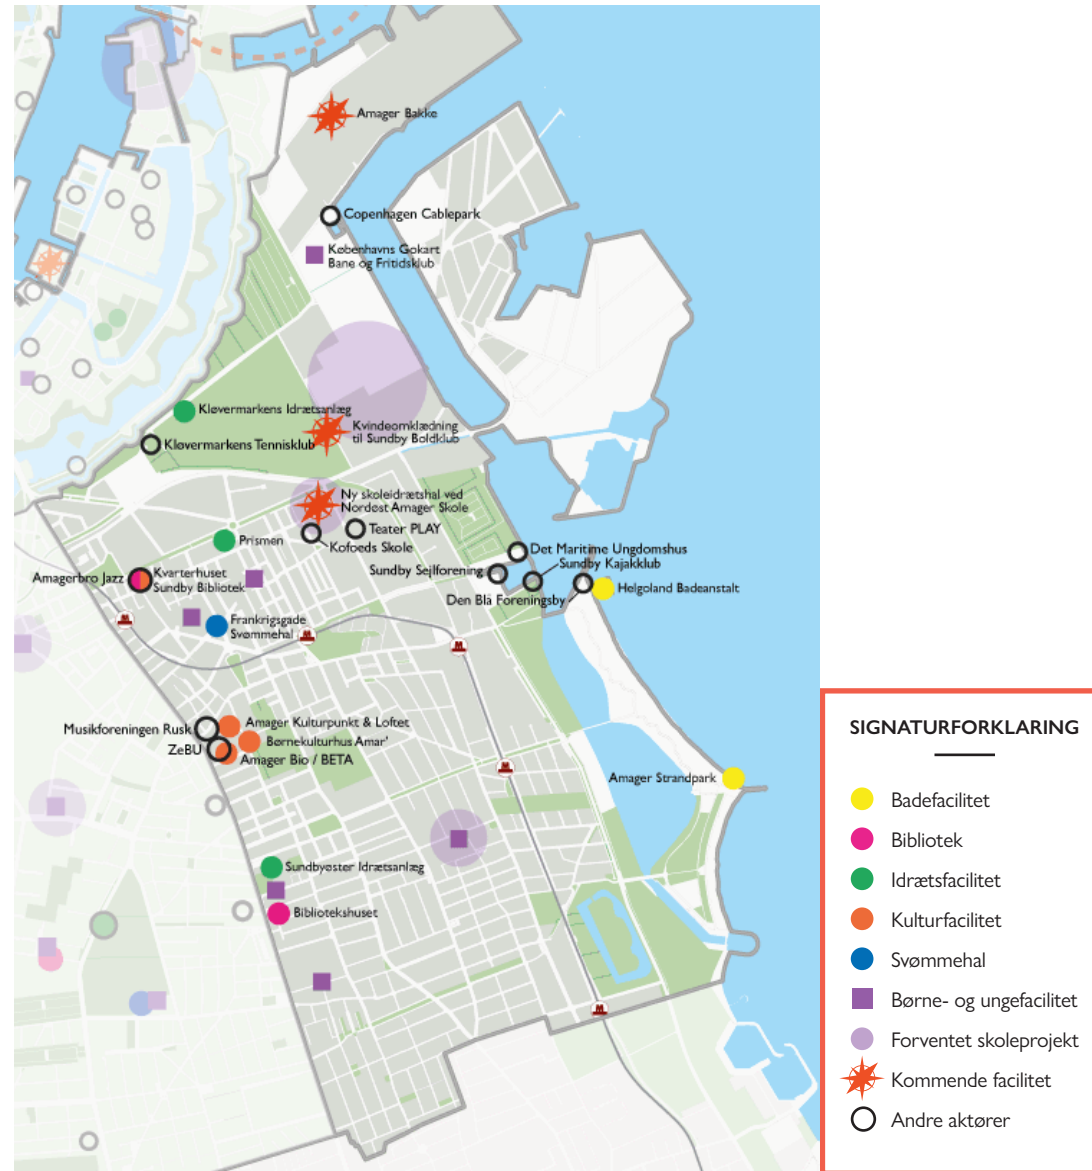 Amager Bakke
Copenhagen Cablepark
Københavns Gokart
Bane og Fritidsklub
Kløvermarkens Idrætsanlæg
Kvindeomklædning
til Sundby Boldklub
Kløvermarkens Tennisklub
Ny skoleidrætshal ved
Nordøst Amager Skole
Teater PLAY
Kofoeds Skole
Prismen
Det Maritime Ungdomshus
Sundby Kajakklub
Sundby Sejlforening
Amagerbro Jazz
Kvarterhuset
Sundby Bibliotek
Helgoland Badeanstalt
Den Blå Foreningsby
Frankrigsgade
Svømmehal
M
M
M
Musikforeningen Rusk
Amager Kulturpunkt & Loftet
Børnekulturhus Amar'
ZeBU
Amager Bio / BETA
M
Amager Strandpark
Sundbyøster Idrætsanlæg
Bibliotekshuset
M
SIGNATURFORKLARING
Badefacilitet
Bibliotek
Idrætsfacilitet
Kulturfacilitet
Svømmehal
Børne- og ungefacilitet
Forventet skoleprojekt
Kommende facilitet
Andre aktører